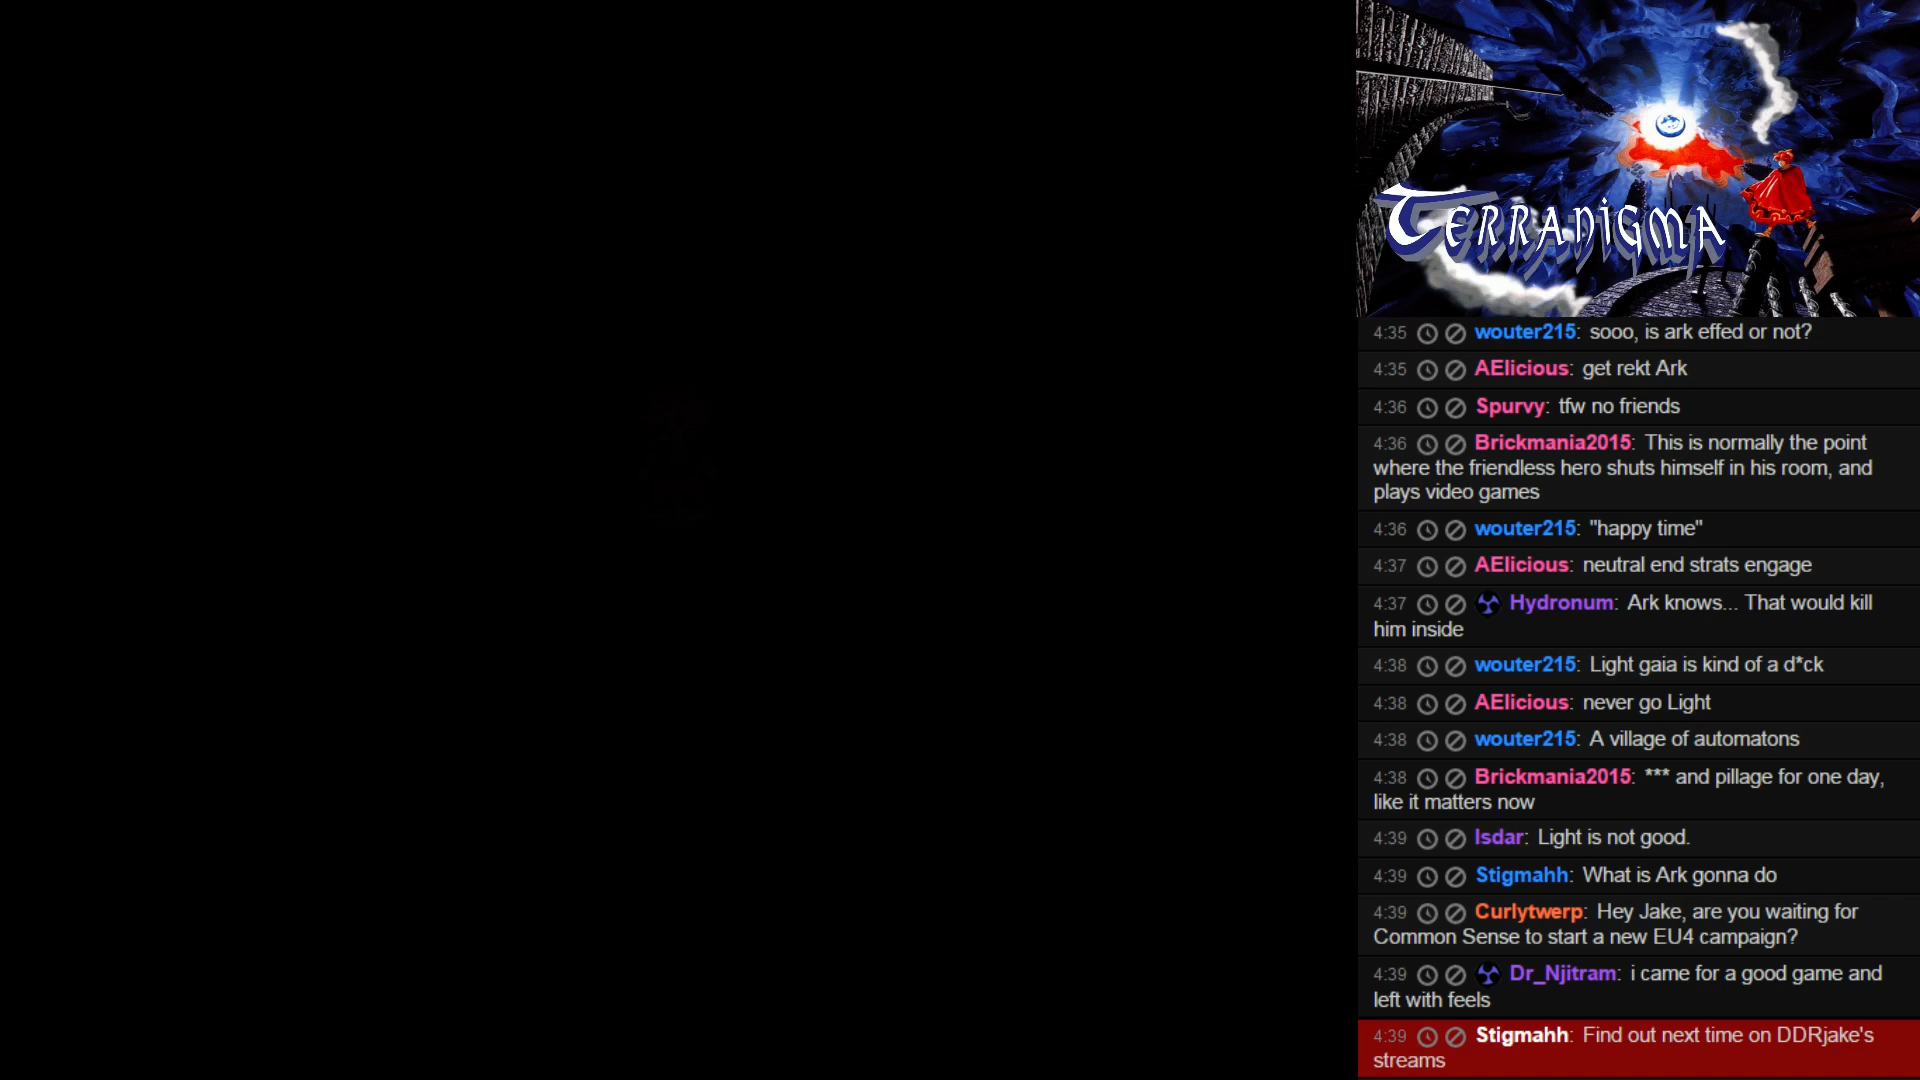 TERRANIGMA
4:35 wouter215: sooo, is ark effed or not?
4:35 AElicious: get rekt Ark
4:36 Spurvy: tfw no friends
4:36 Brickmania2015: This is normally the point
where the friendless hero shuts himself in his room, and
plays video games
4:36 wouter215: "happy time"
4:37 AElicious: neutral end strats engage
4:37 Hydronum: Ark knows... That would kill
him inside
4:38 wouter215: Light gaia is kind of a d*ck
4:38 AElicious: never go Light
4:38 wouter215: A village of automatons
4:38 Brickmania2015: *** and pillage for one day,
like it matters now
4:39 Isdar: Light is not good.
4:39 Stigmahh: What is Ark gonna do
4:39 Curlytwerp: Hey Jake, are you waiting for
Common Sense to start a new EU4 campaign?
4:39 Dr_Njitram: i came for a good game and
left with feels
4:39 Stigmahh: Find out next time on DDRjake's
streams